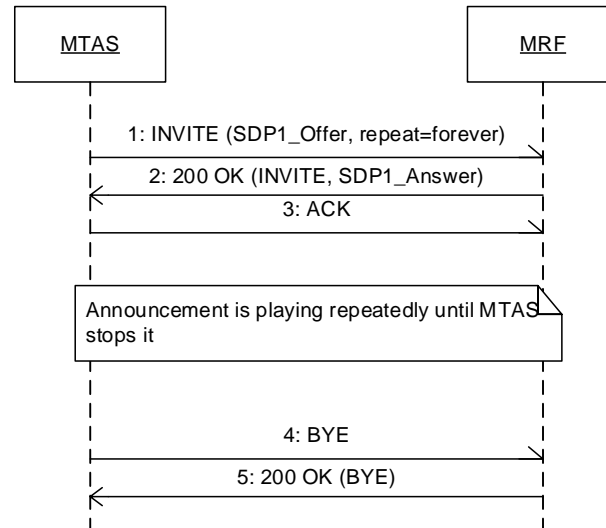 MTAS
MRF
1: INVITE (SDP1_Offer, repeat=forever)
2: 200 OK (INVITE, SDP1_Answer)
3: ACK
Announcement is playing repeatedly until MTAS
stops it
4: BYE
5: 200 OK (BYE)